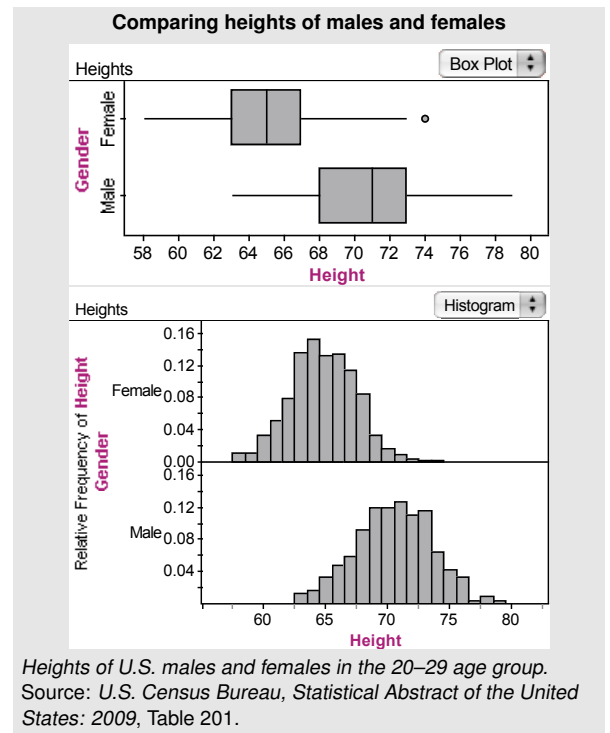 Comparing heights of males and females
Heights
Box Plot
Gender
Female
Male
58 60 62 64 66 68 70 72 74 76 78 80
Height
Heights
Histogram
Relative Frequency of Height
Gender
Female
0.16
0.12
0.08
0.04
0.00
Male
0.16
0.12
0.08
0.04
60 65 70 75 80
Height
Heights of U.S. males and females in the 20–29 age group.
Source: U.S. Census Bureau, Statistical Abstract of the United
States: 2009, Table 201.